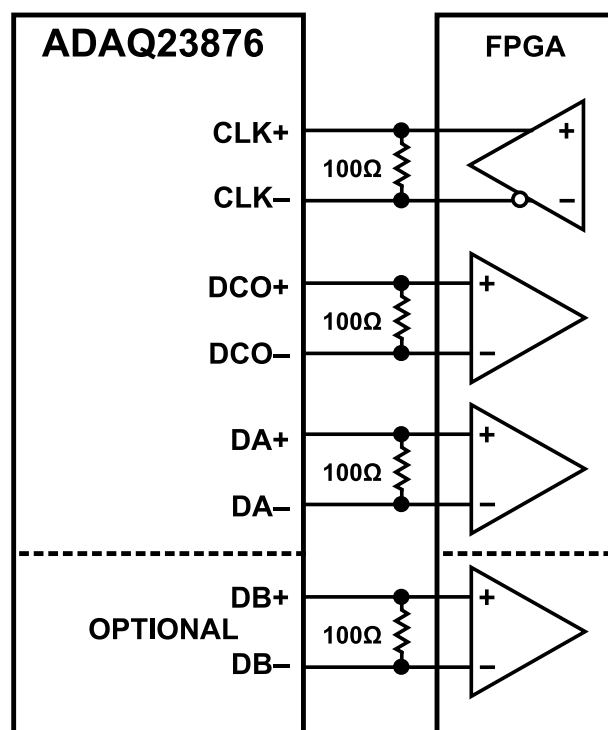 ADAQ23876
FPGA
CLK+
+
100Ω
CLK–
–
DCO+
+
100Ω
DCO–
–
DA+
+
100Ω
DA–
–
DB+
+
OPTIONAL
100Ω
DB–
–